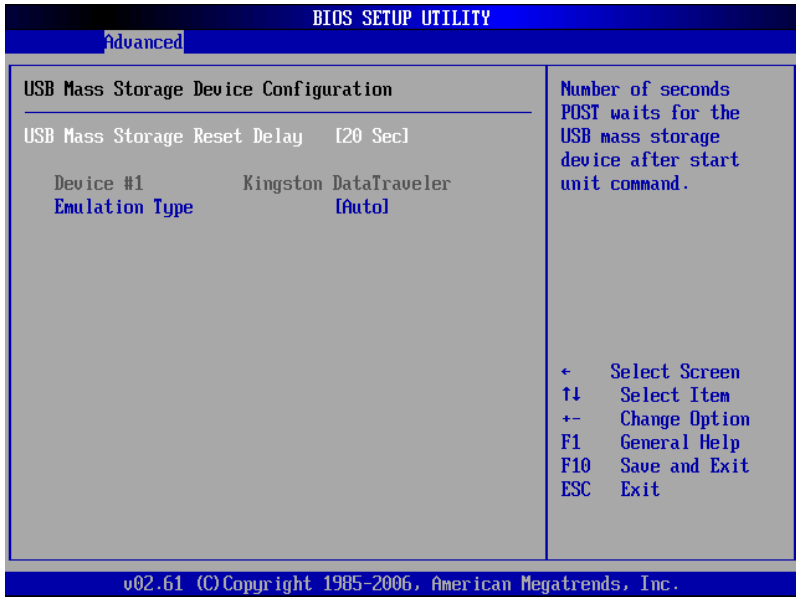 BIOS SETUP UTILITY
Advanced
USB Mass Storage Device Configuration
USB Mass Storage Reset Delay [20 Sec]
Device #1 Kingston DataTraveler
Emulation Type [Auto]
Number of seconds
POST waits for the
USB mass storage
device after start
unit command.
← Select Screen
↑↓ Select Item
+- Change Option
F1 General Help
F10 Save and Exit
ESC Exit
v02.61 (C)Copyright 1985-2006, American Megatrends, Inc.